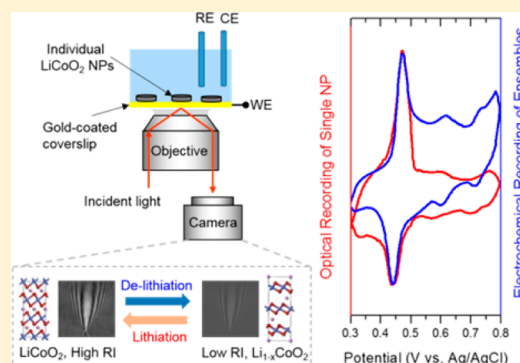 RE CE
Individual
LiCoO2 NPs
WE
Gold-coated
coverslip
Objective
Incident light
Camera
De-lithiation
Lithiation
LiCoO2, High RI
Low RI, Li1-xCoO2
Optical Recording of Single NP
Electrochemical Recording of Ensembles
0.3 0.4 0.5 0.6 0.7 0.8
Potential (V vs. Ag/AgCl)